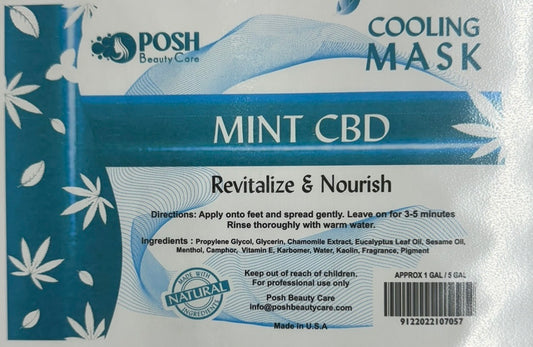 POSH
Beauty Care
COOLING
MASK
MINT CBD
Revitalize & Nourish
Directions: Apply onto feet and spread gently. Leave on for 3-5 minutes
Rinse thoroughly with warm water.
Ingredients : Propylene Glycol, Glycerin, Chamomile Extract, Eucalyptus Leaf Oil, Sesame Oil,
Menthol, Camphor, Vitamin E, Karbomer, Water, Kaolin, Fragrance, Pigment
MADE WITH
NATURAL
INGREDIENTS
Keep out of reach of children.
For professional use only
Posh Beauty Care
info@poshbeautycare.com
Made in U.S.A
APPROX 1 GAL / 5 GAL
9122022107057